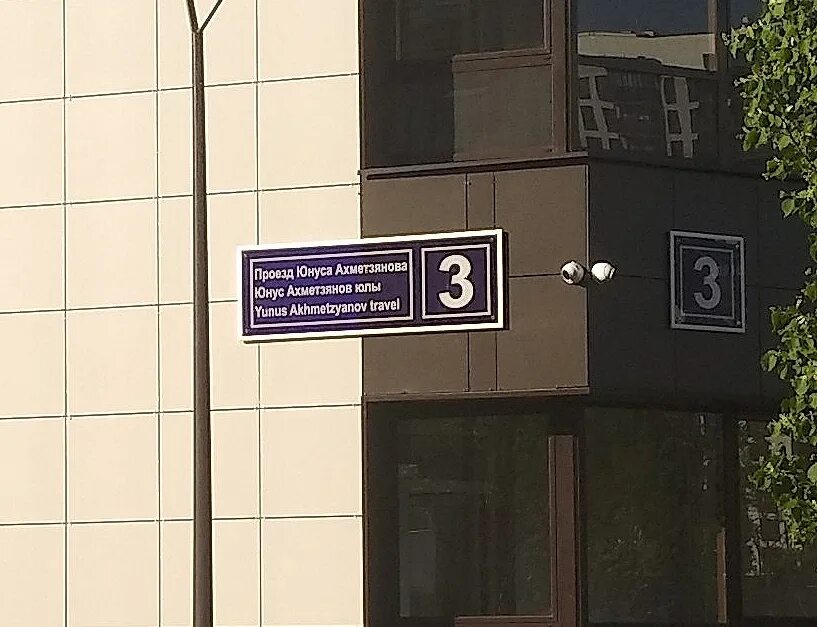 Проезд Юнуса Ахметзянова
Юнус Ахметзянов юлы
Yunus Akhmetzyanov travel
3
3